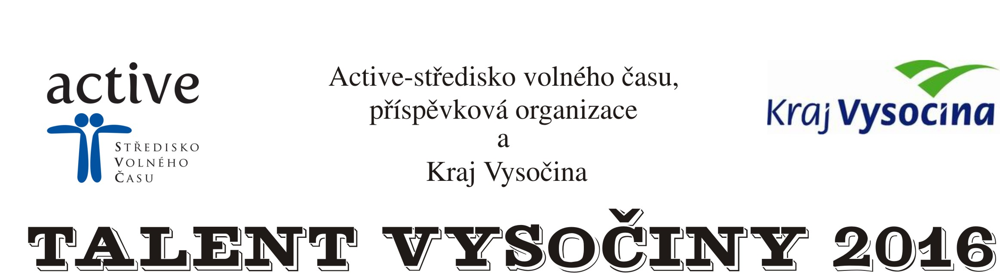 active
STŘEDISKO
VOLNÉHO
ČASU
Active-středisko volného času,
příspěvková organizace
a
Kraj Vysočina
Kraj Vysočina
TALENT VYSOČINY 2016